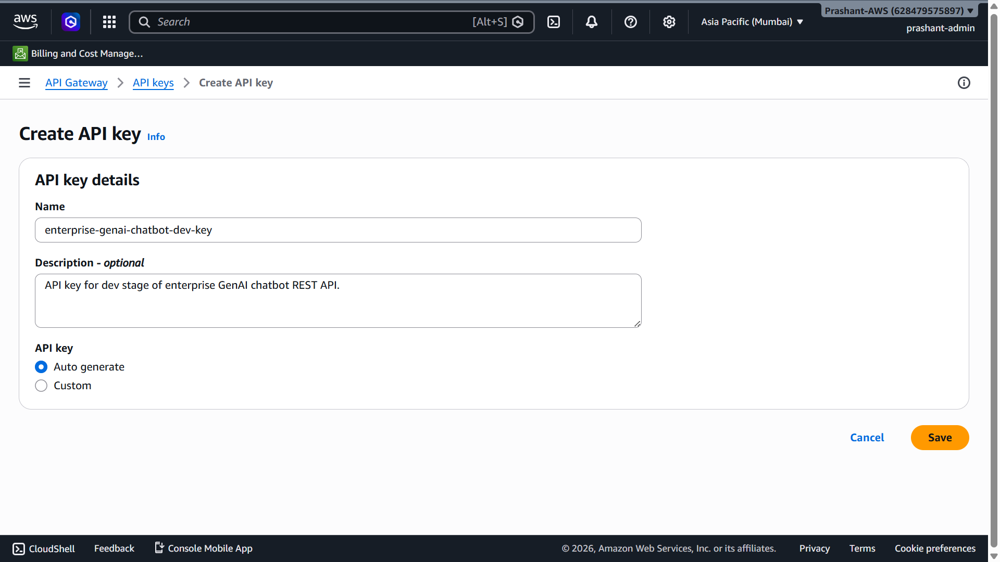 aws
Search
[Alt+S]
Asia Pacific (Mumbai)
Prashant-AWS (628479575897)
prashant-admin
Billing and Cost Manage...
API Gateway
API keys
Create API key
Create API key
Info
API key details
Name
enterprise-genai-chatbot-dev-key
Description - optional
API key for dev stage of enterprise GenAI chatbot REST API.
API key
Auto generate
Custom
Cancel
Save
CloudShell
Feedback
Console Mobile App
© 2026, Amazon Web Services, Inc. or its affiliates.
Privacy
Terms
Cookie preferences